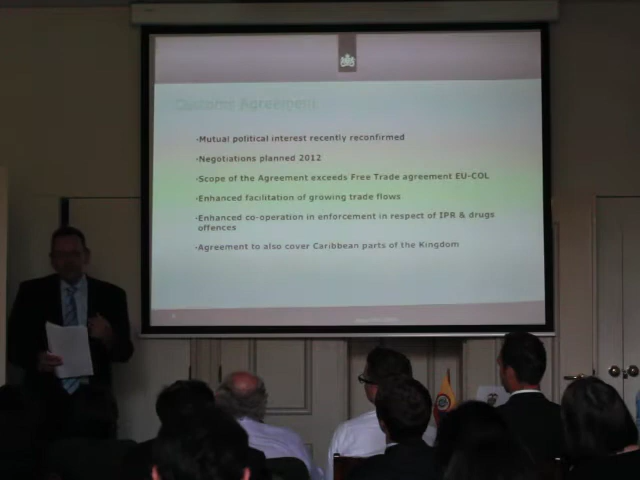 Customs Agreement
·Mutual political interest recently reconfirmed
·Negotiations planned 2012
·Scope of the Agreement exceeds Free Trade agreement EU-COL
·Enhanced facilitation of growing trade flows
·Enhanced co-operation in enforcement in respect of IPR & drugs
offences
·Agreement to also cover Caribbean parts of the Kingdom